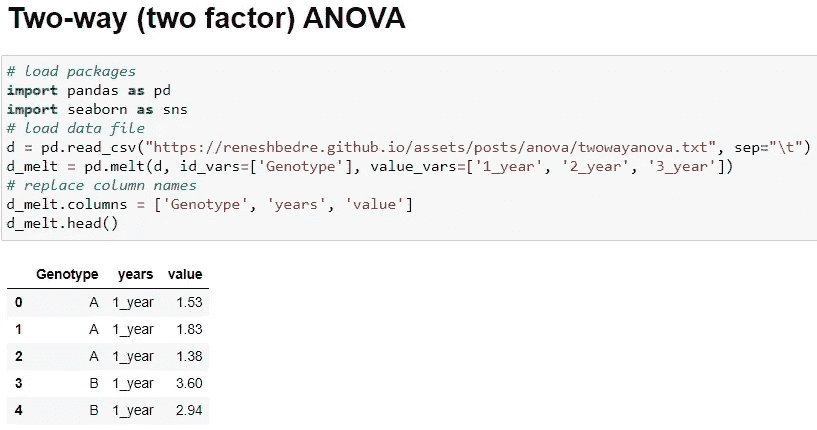 Two-way (two factor) ANOVA
# load packages
import pandas as pd
import seaborn as sns
# load data file
d = pd.read_csv("https://reneshbedre.github.io/assets/posts/anova/twowayanova.txt", sep="\t")
d_melt = pd.melt(d, id_vars=['Genotype'], value_vars=['1_year', '2_year', '3_year'])
# replace column names
d_melt.columns = ['Genotype', 'years', 'value']
d_melt.head()
Genotype years value
0 A 1_year 1.53
1 A 1_year 1.83
2 A 1_year 1.38
3 B 1_year 3.60
4 B 1_year 2.94